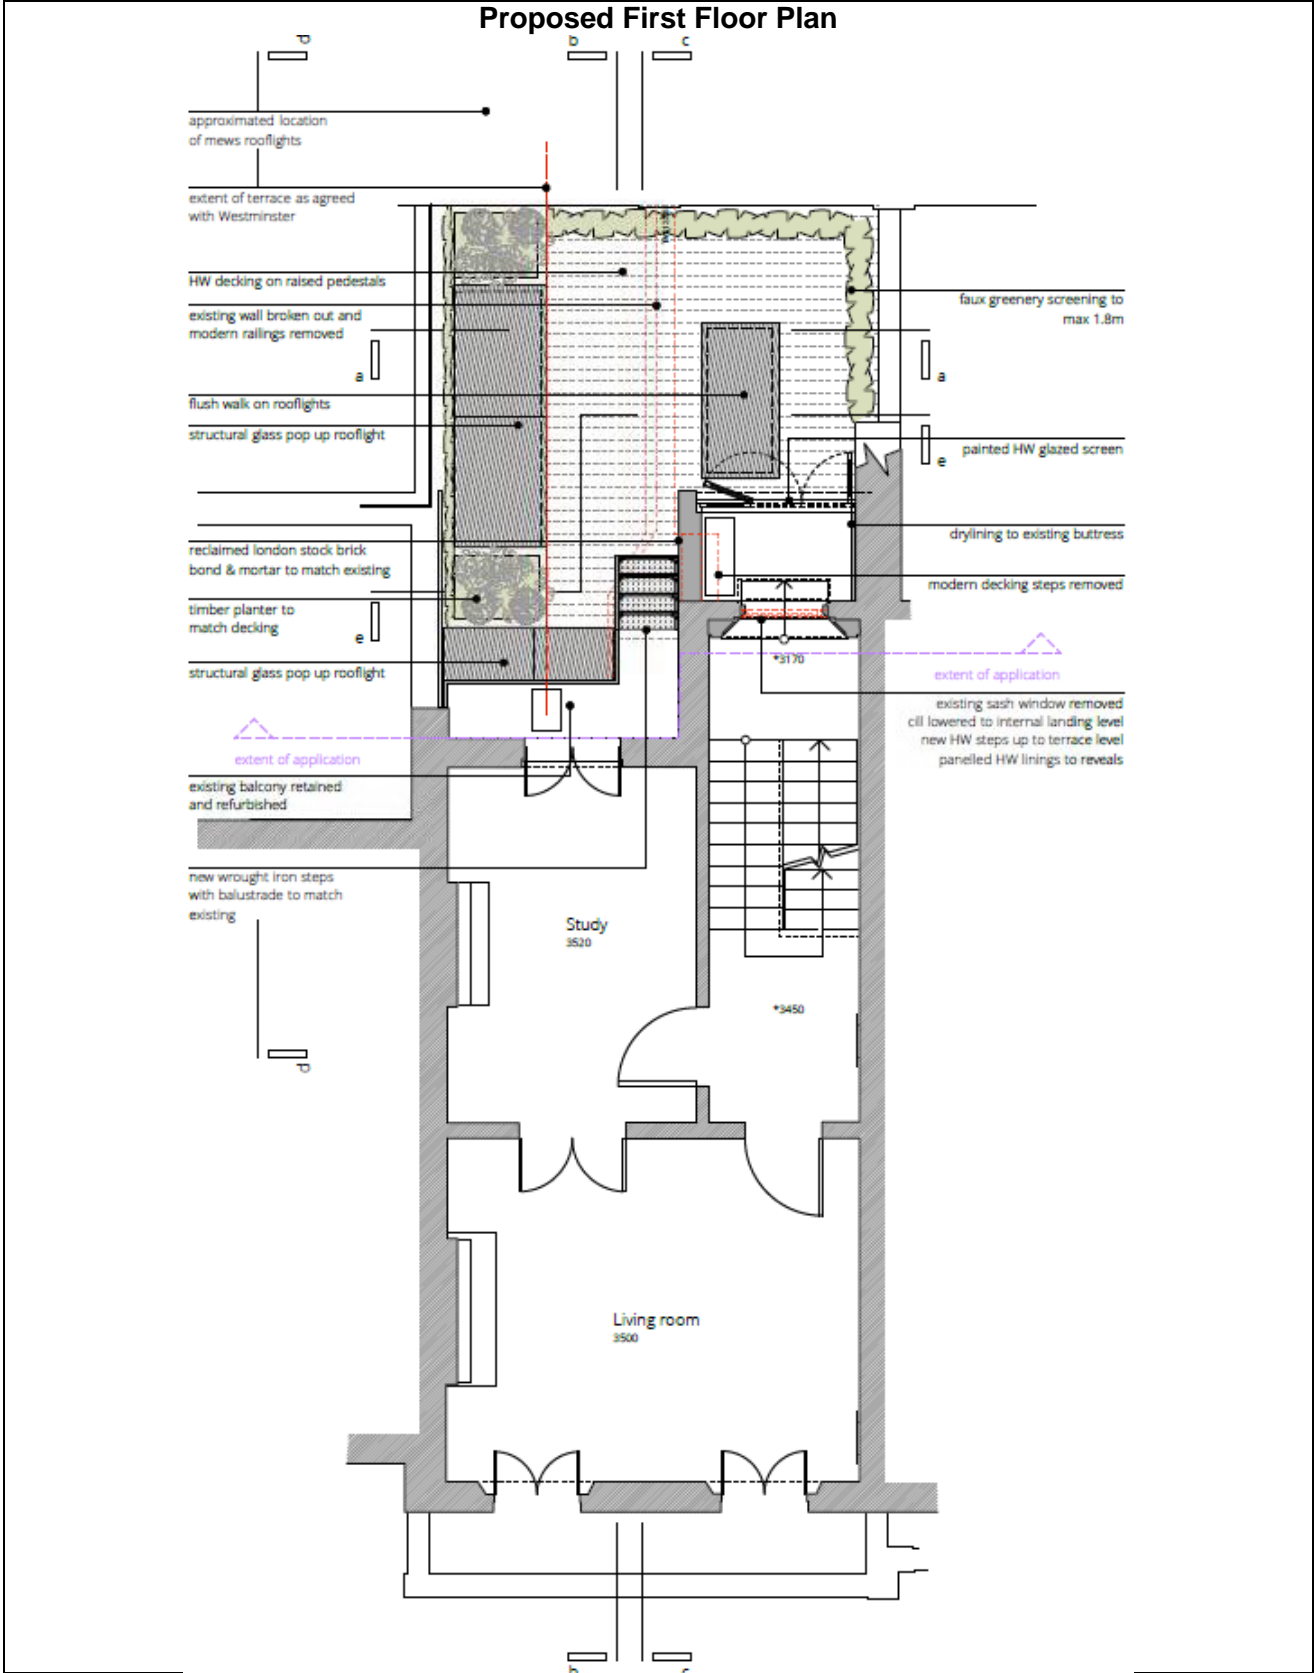 Proposed First Floor Plan
d
b
c
approximated location
of mews rooflights
extent of terrace as agreed
with Westminster
HW decking on raised pedestals
existing wall broken out and
modern railings removed
a
flush walk on rooflights
structural glass pop up rooflight
faux greenery screening to
max 1.8m
a
painted HW glazed screen
e
reclaimed london stock brick
bond & mortar to match existing
timber planter to
match decking
e
structural glass pop up rooflight
drylining to existing buttress
modern decking steps removed
*3170
extent of application
existing sash window removed
cill lowered to internal landing level
new HW steps up to terrace level
panelled HW linings to reveals
extent of application
existing balcony retained
and refurbished
new wrought iron steps
with balustrade to match
existing
Study
3520
*3450
d
Living room
3500
b
c